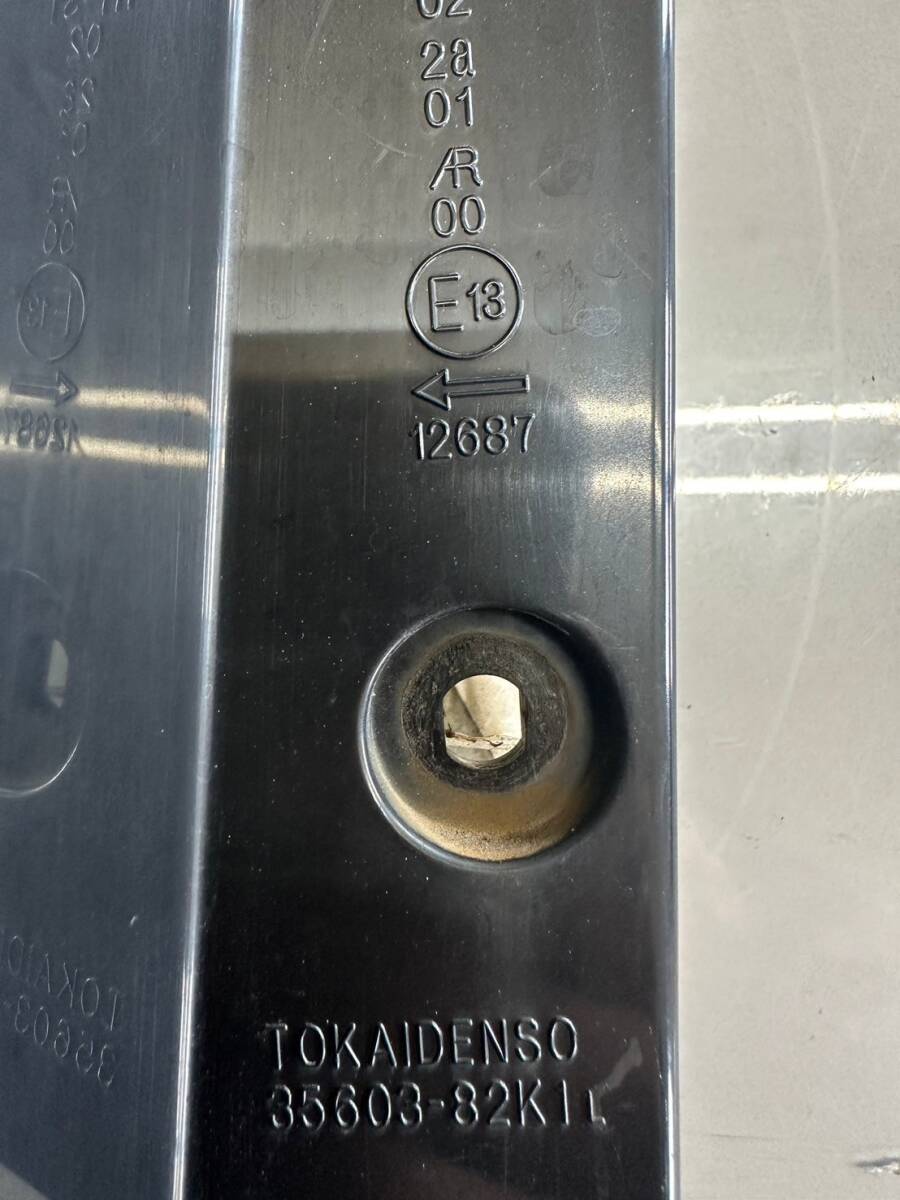 02
2a
01
AR
00
E13
12687
TOKAIDENSO
35603-82K1L